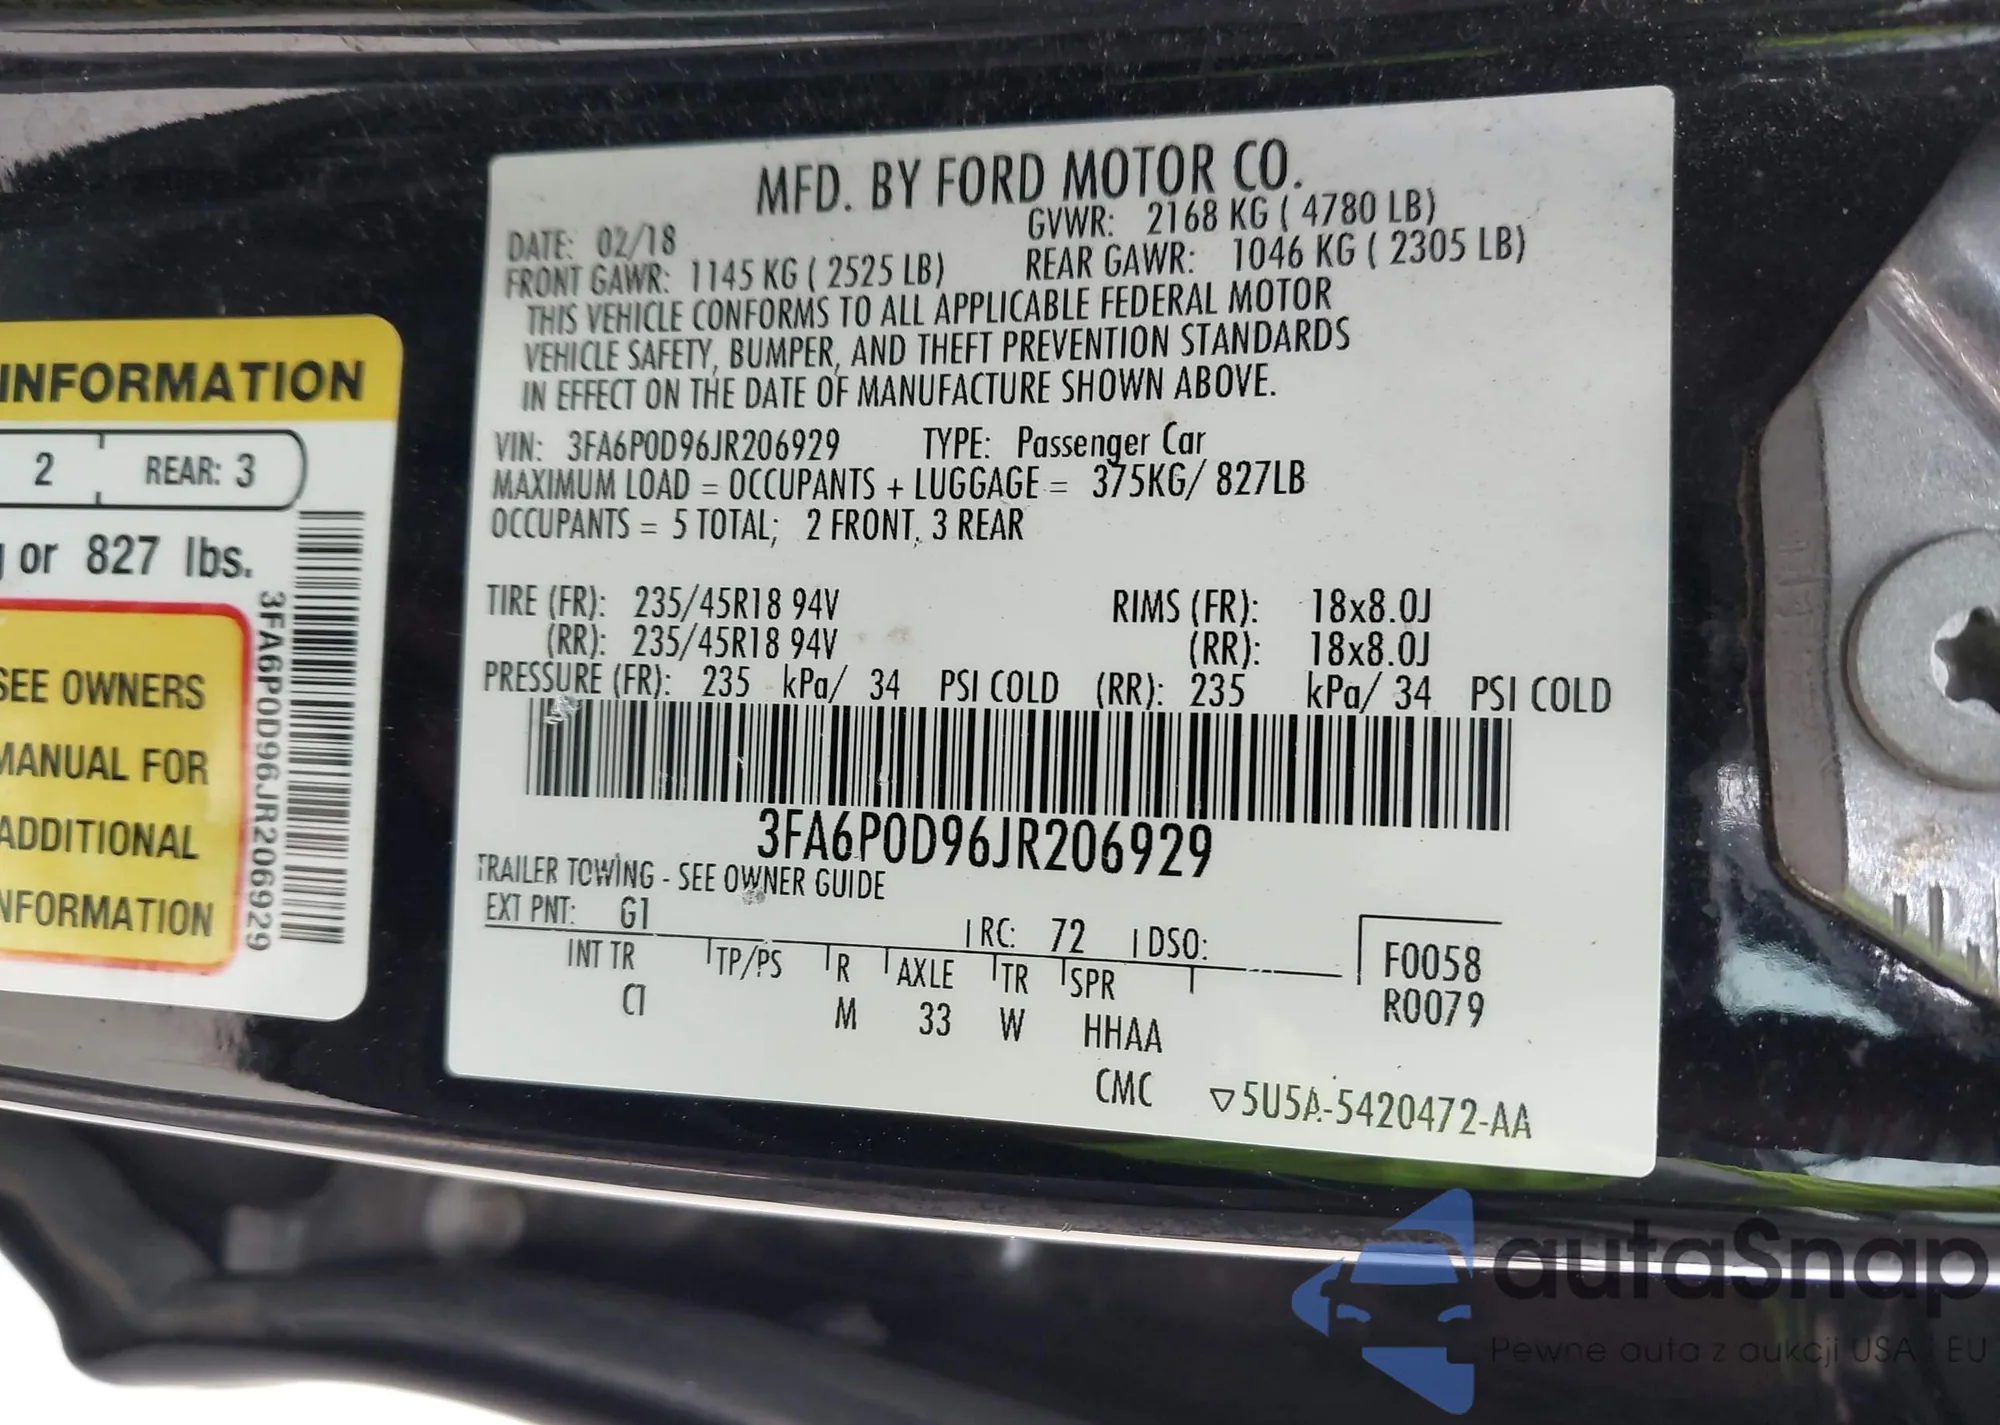 MFD. BY FORD MOTOR CO.
DATE: 02/18 GVWR: 2168 KG ( 4780 LB)
FRONT GAWR: 1145 KG ( 2525 LB) REAR GAWR: 1046 KG ( 2305 LB)
THIS VEHICLE CONFORMS TO ALL APPLICABLE FEDERAL MOTOR
VEHICLE SAFETY, BUMPER, AND THEFT PREVENTION STANDARDS
IN EFFECT ON THE DATE OF MANUFACTURE SHOWN ABOVE.
VIN: 3FA6P0D96JR206929 TYPE: Passenger Car
MAXIMUM LOAD = OCCUPANTS + LUGGAGE = 375KG/ 827LB
OCCUPANTS = 5 TOTAL; 2 FRONT, 3 REAR
TIRE (FR): 235/45R18 94V RIMS (FR): 18x8.0J
(RR): 235/45R18 94V (RR): 18x8.0J
PRESSURE (FR): 235 kPa/ 34 PSI COLD (RR): 235 kPa/ 34 PSI COLD
3FA6P0D96JR206929
TRAILER TOWING - SEE OWNER GUIDE
EXT PNT: G1 RC: 72 DSO:
INT TR TP/PS R AXLE TR SPR
C1 M 33 W HHAA
F0058
R0079
CMC ▽5U5A-5420472-AA
INFORMATION
2 REAR: 3
or 827 lbs.
SEE OWNERS
MANUAL FOR
ADDITIONAL
INFORMATION
3FA6P0D96JR206929
autaSnap
Pewne auta z aukcji USA i EU